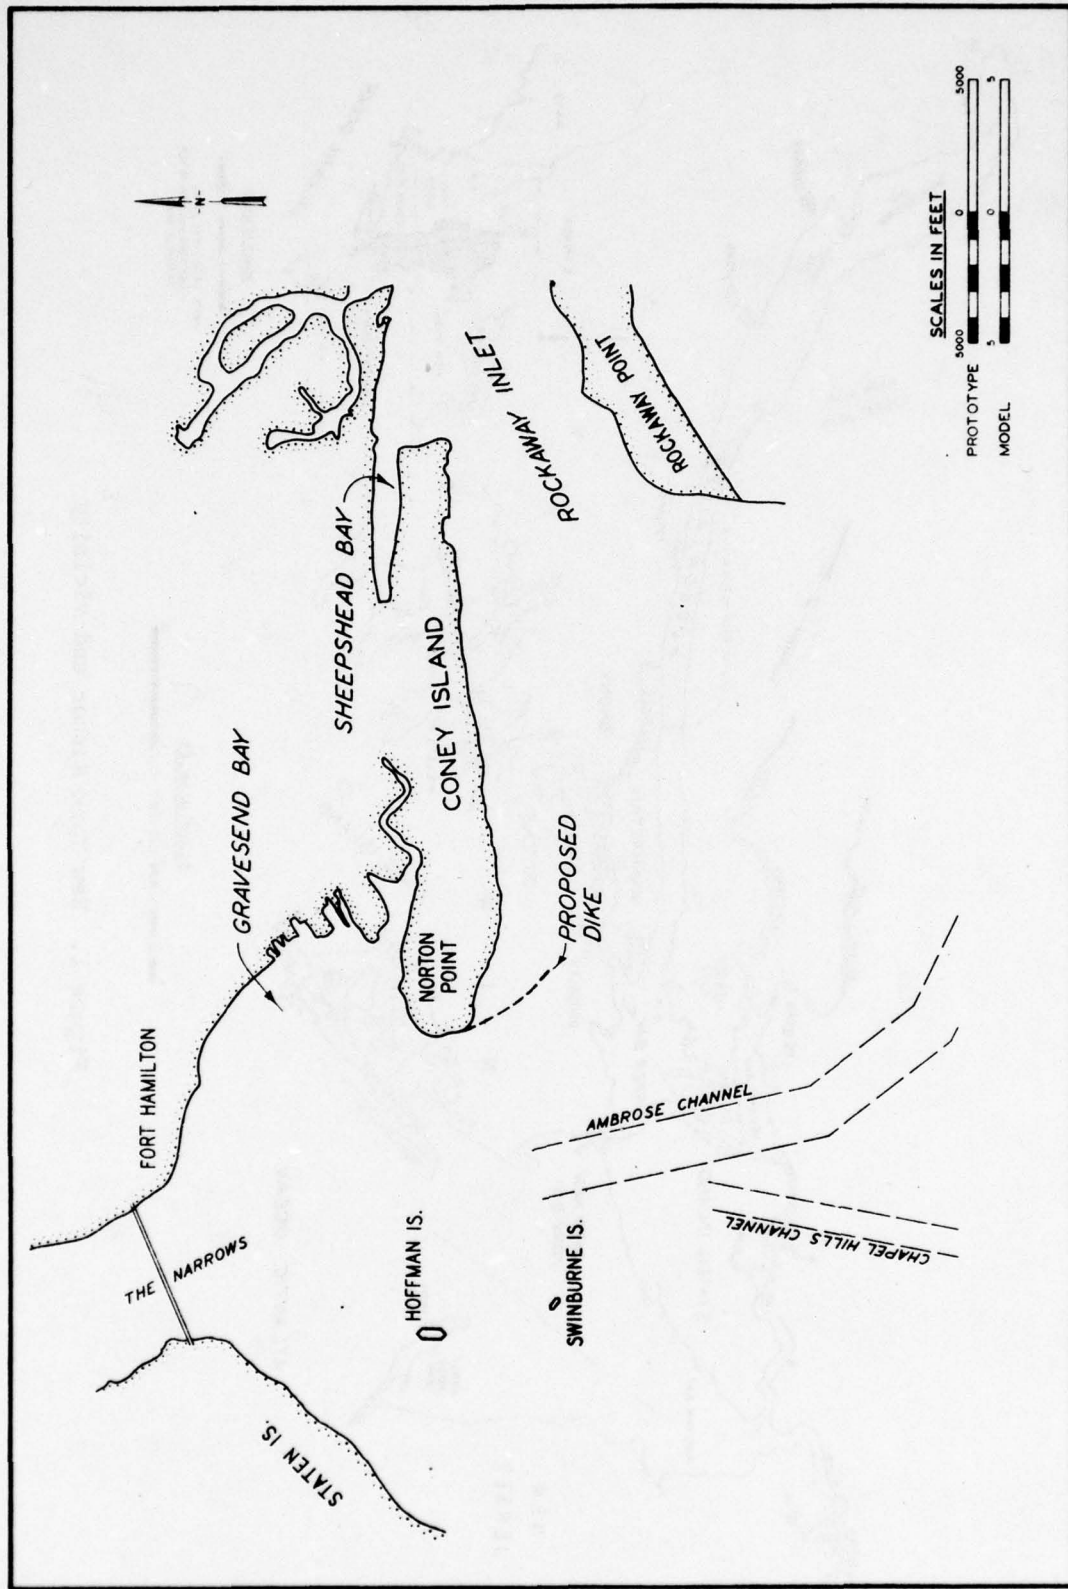 THE NARROWS
FORT HAMILTON
GRAVESEND BAY
STATEN IS.
SHEEPSHEAD BAY
HOFFMAN IS.
NORTON
POINT
CONEY ISLAND
ROCKAWAY INLET
SWINBURNE IS.
PROPOSED
DIKE
ROCKAWAY POINT
AMBROSE CHANNEL
CHAPEL HILLS CHANNEL
N
SCALES IN FEET
PROTOTYPE 5000 0 5000
MODEL 5 0 5